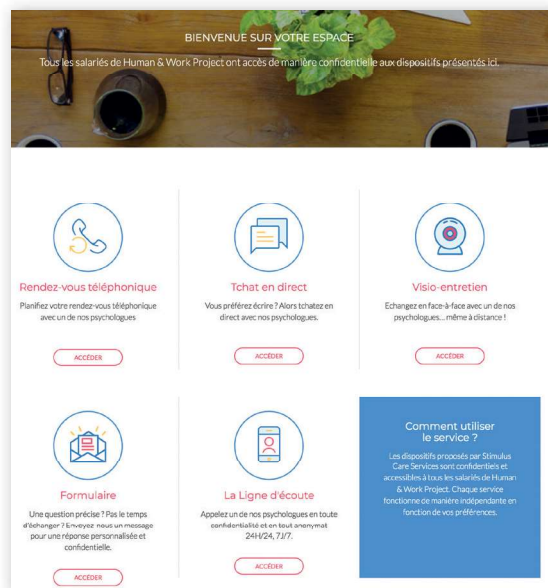 BIENVENUE SUR VOTRE ESPACE
Tous les salariés de Human & Work Project ont accès de manière confidentielle aux dispositifs présentés ici.
Rendez-vous téléphonique
Planifiez votre rendez-vous téléphonique
avec un de nos psychologues
ACCÉDER
Tchat en direct
Vous préférez écrire ? Alors tchatez en
direct avec nos psychologues.
ACCÉDER
Visio-entretien
Echangez en face-à-face avec un de nos
psychologues... même à distance !
ACCÉDER
Formulaire
Une question précise ? Pas le temps
d'échanger ? Envoyez-nous un message
pour une réponse personnalisée et
confidentielle.
ACCÉDER
La Ligne d'écoute
Appelez un de nos psychologues en toute
confidentialité et en tout anonymat
24H/24, 7J/7.
ACCÉDER
Comment utiliser
le service ?
Les dispositifs proposés par Stimulus
Care Services sont confidentiels et
accessibles à tous les salariés de Human
& Work Project. Chaque service
fonctionne de manière indépendante en
fonction de vos préférences.